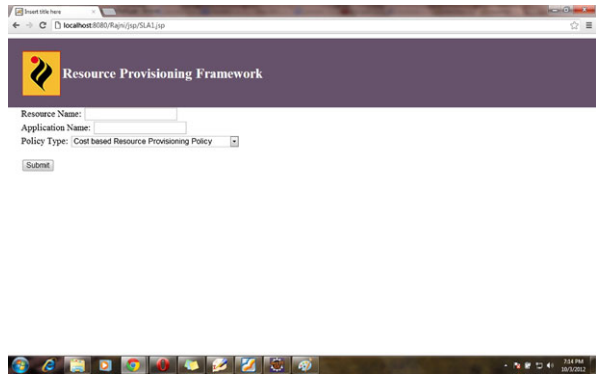 Insert title here
localhost:8080/Rajni/jsp/SLA1.jsp
Resource Provisioning Framework
Resource Name:
Application Name:
Policy Type: Cost based Resource Provisioning Policy
Submit
7:14 PM
10/3/2012